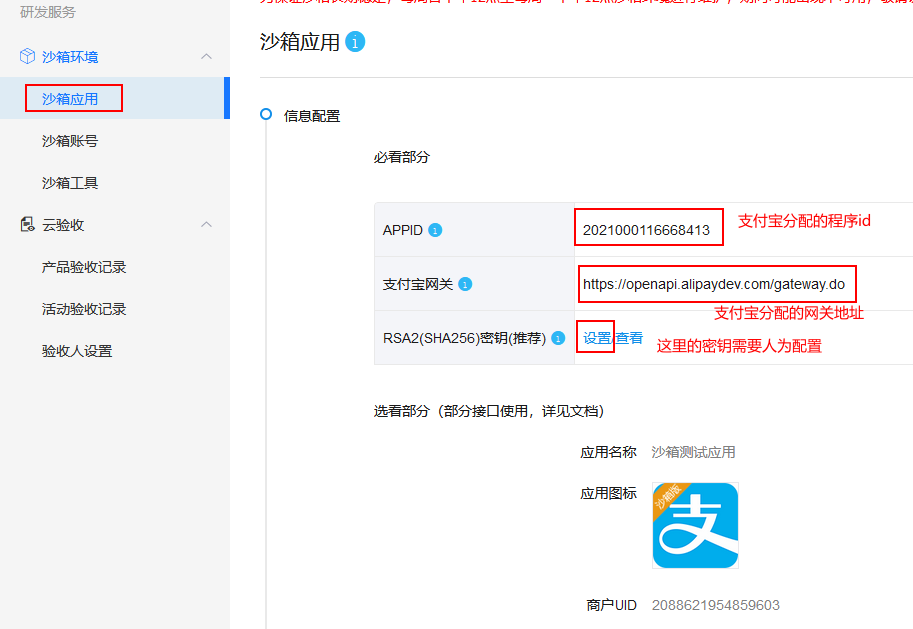 研发服务
沙箱环境
沙箱应用
沙箱账号
沙箱工具
云验收
产品验收记录
活动验收记录
验收人设置
沙箱应用
信息配置
必看部分
APPID
2021000116668413
支付宝分配的程序id
支付宝网关
https://openapi.alipaydev.com/gateway.do
支付宝分配的网关地址
RSA2(SHA256)密钥(推荐)
设置/查看
这里的密钥需要人为配置
选看部分（部分接口使用，详见文档）
应用名称
沙箱测试应用
应用图标
沙箱版
支
商户UID
2088621954859603